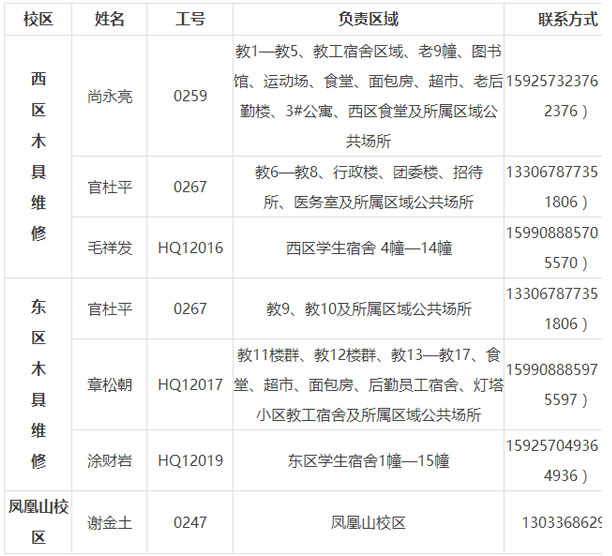 校区 姓名 工号 负责区域 联系方式
西区木具维修
尚永亮 0259
教1—教5、教工宿舍区域、老9幢、图书
馆、运动场、食堂、面包房、超市、老后
勤楼、3#公寓、西区食堂及所属区域公
共场所
15925732376
2376）
官杜平 0267
教6—教8、行政楼、团委楼、招待
所、医务室及所属区域公共场所
13306787735
1806）
毛祥发 HQ12016 西区学生宿舍 4幢—14幢
15990888570
5570）
东区木具维修
官杜平 0267 教9、教10及所属区域公共场所
13306787735
1806）
章松朝 HQ12017
教11楼群、教12楼群、教13—教17、食
堂、超市、面包房、后勤员工宿舍、灯塔
小区教工宿舍及所属区域公共场所
15990888597
5597）
涂财岩 HQ12019 东区学生宿舍1幢—15幢
15925704936
4936）
凤凰山校
区
谢金土 0247 凤凰山校区 1303368629